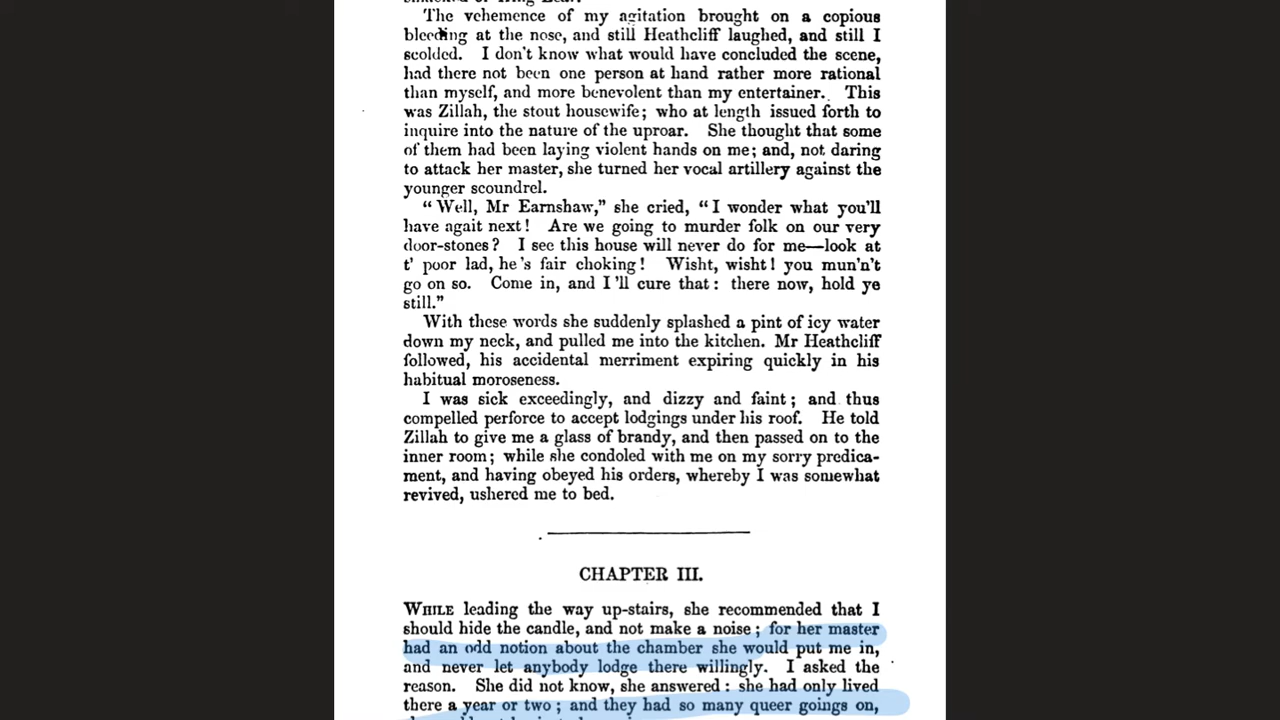 The vehemence of my agitation brought on a copious
bleeding at the nose, and still Heathcliff laughed, and still I
scolded. I don't know what would have concluded the scene,
had there not been one person at hand rather more rational
than myself, and more benevolent than my entertainer. This
was Zillah, the stout housewife; who at length issued forth to
inquire into the nature of the uproar. She thought that some
of them had been laying violent hands on me; and, not daring
to attack her master, she turned her vocal artillery against the
younger scoundrel.
“Well, Mr Earnshaw,” she cried, “I wonder what you'll
have agait next! Are we going to murder folk on our very
door-stones? I see this house will never do for me—look at
t' poor lad, he's fair choking! Wisht, wisht! you mun'n't
go on so. Come in, and I'll cure that: there now, hold ye
still.”
With these words she suddenly splashed a pint of icy water
down my neck, and pulled me into the kitchen. Mr Heathcliff
followed, his accidental merriment expiring quickly in his
habitual moroseness.
I was sick exceedingly, and dizzy and faint; and thus
compelled perforce to accept lodgings under his roof. He told
Zillah to give me a glass of brandy, and then passed on to the
inner room; while she condoled with me on my sorry predica-
ment, and having obeyed his orders, whereby I was somewhat
revived, ushered me to bed.
CHAPTER III.
WHILE leading the way up-stairs, she recommended that I
should hide the candle, and not make a noise; for her master
had an odd notion about the chamber she would put me in,
and never let anybody lodge there willingly. I asked the
reason. She did not know, she answered: she had only lived
there a year or two; and they had so many queer goings on,